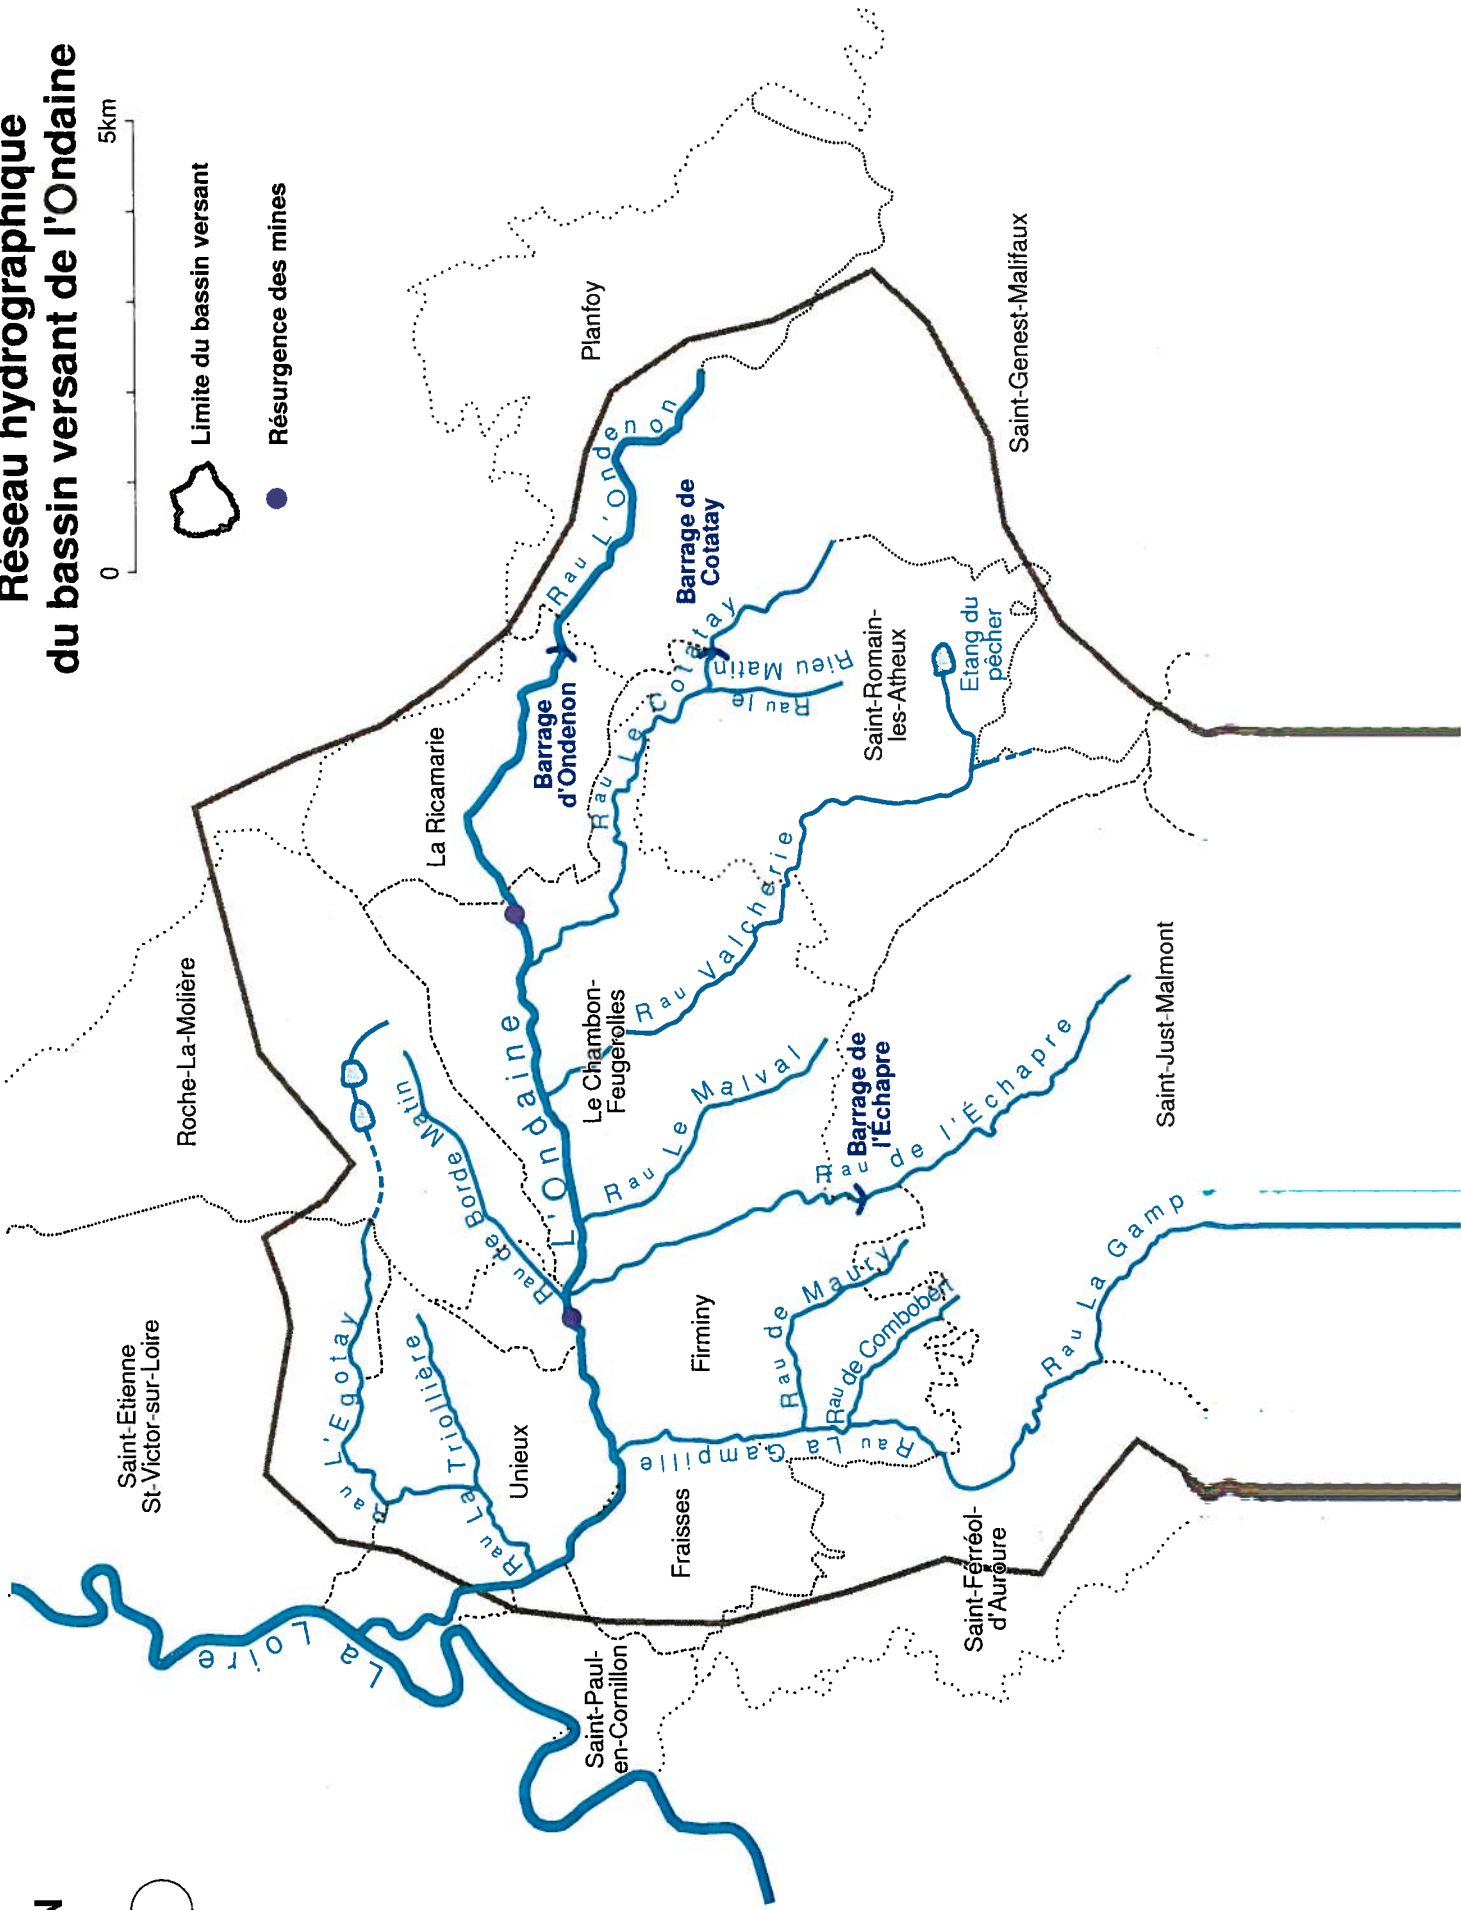 Réseau hydrographique
du bassin versant de l'Ondaine
0
5km
Limite du bassin versant
Résurgence des mines
N
Saint-Etienne
St-Victor-sur-Loire
Roche-La-Molière
La Loire
Rau L'Egotay
Rau La Triollière
Unieux
Rau de Borde Matin
L'Ondaine
La Ricamarie
Planfoy
Rau L'Ondenon
Barrage
d'Ondenon
Barrage de
Cotatay
Rau Le Cotatay
Rau le Rieu Matin
Saint-Romain-
les-Atheux
Etang du
pêcher
Saint-Genest-Malifaux
Le Chambon-
Feugerolles
Rau Valcherie
Rau Le Malval
Barrage de
l'Échapre
Rau de l'Échapre
Saint-Just-Malmont
Firminy
Rau de Maury
Rau de Combobert
Rau La Gampille
Rau La Gamp
Fraisses
Saint-Paul-
en-Cornillon
Saint-Férréol-
d'Auroure